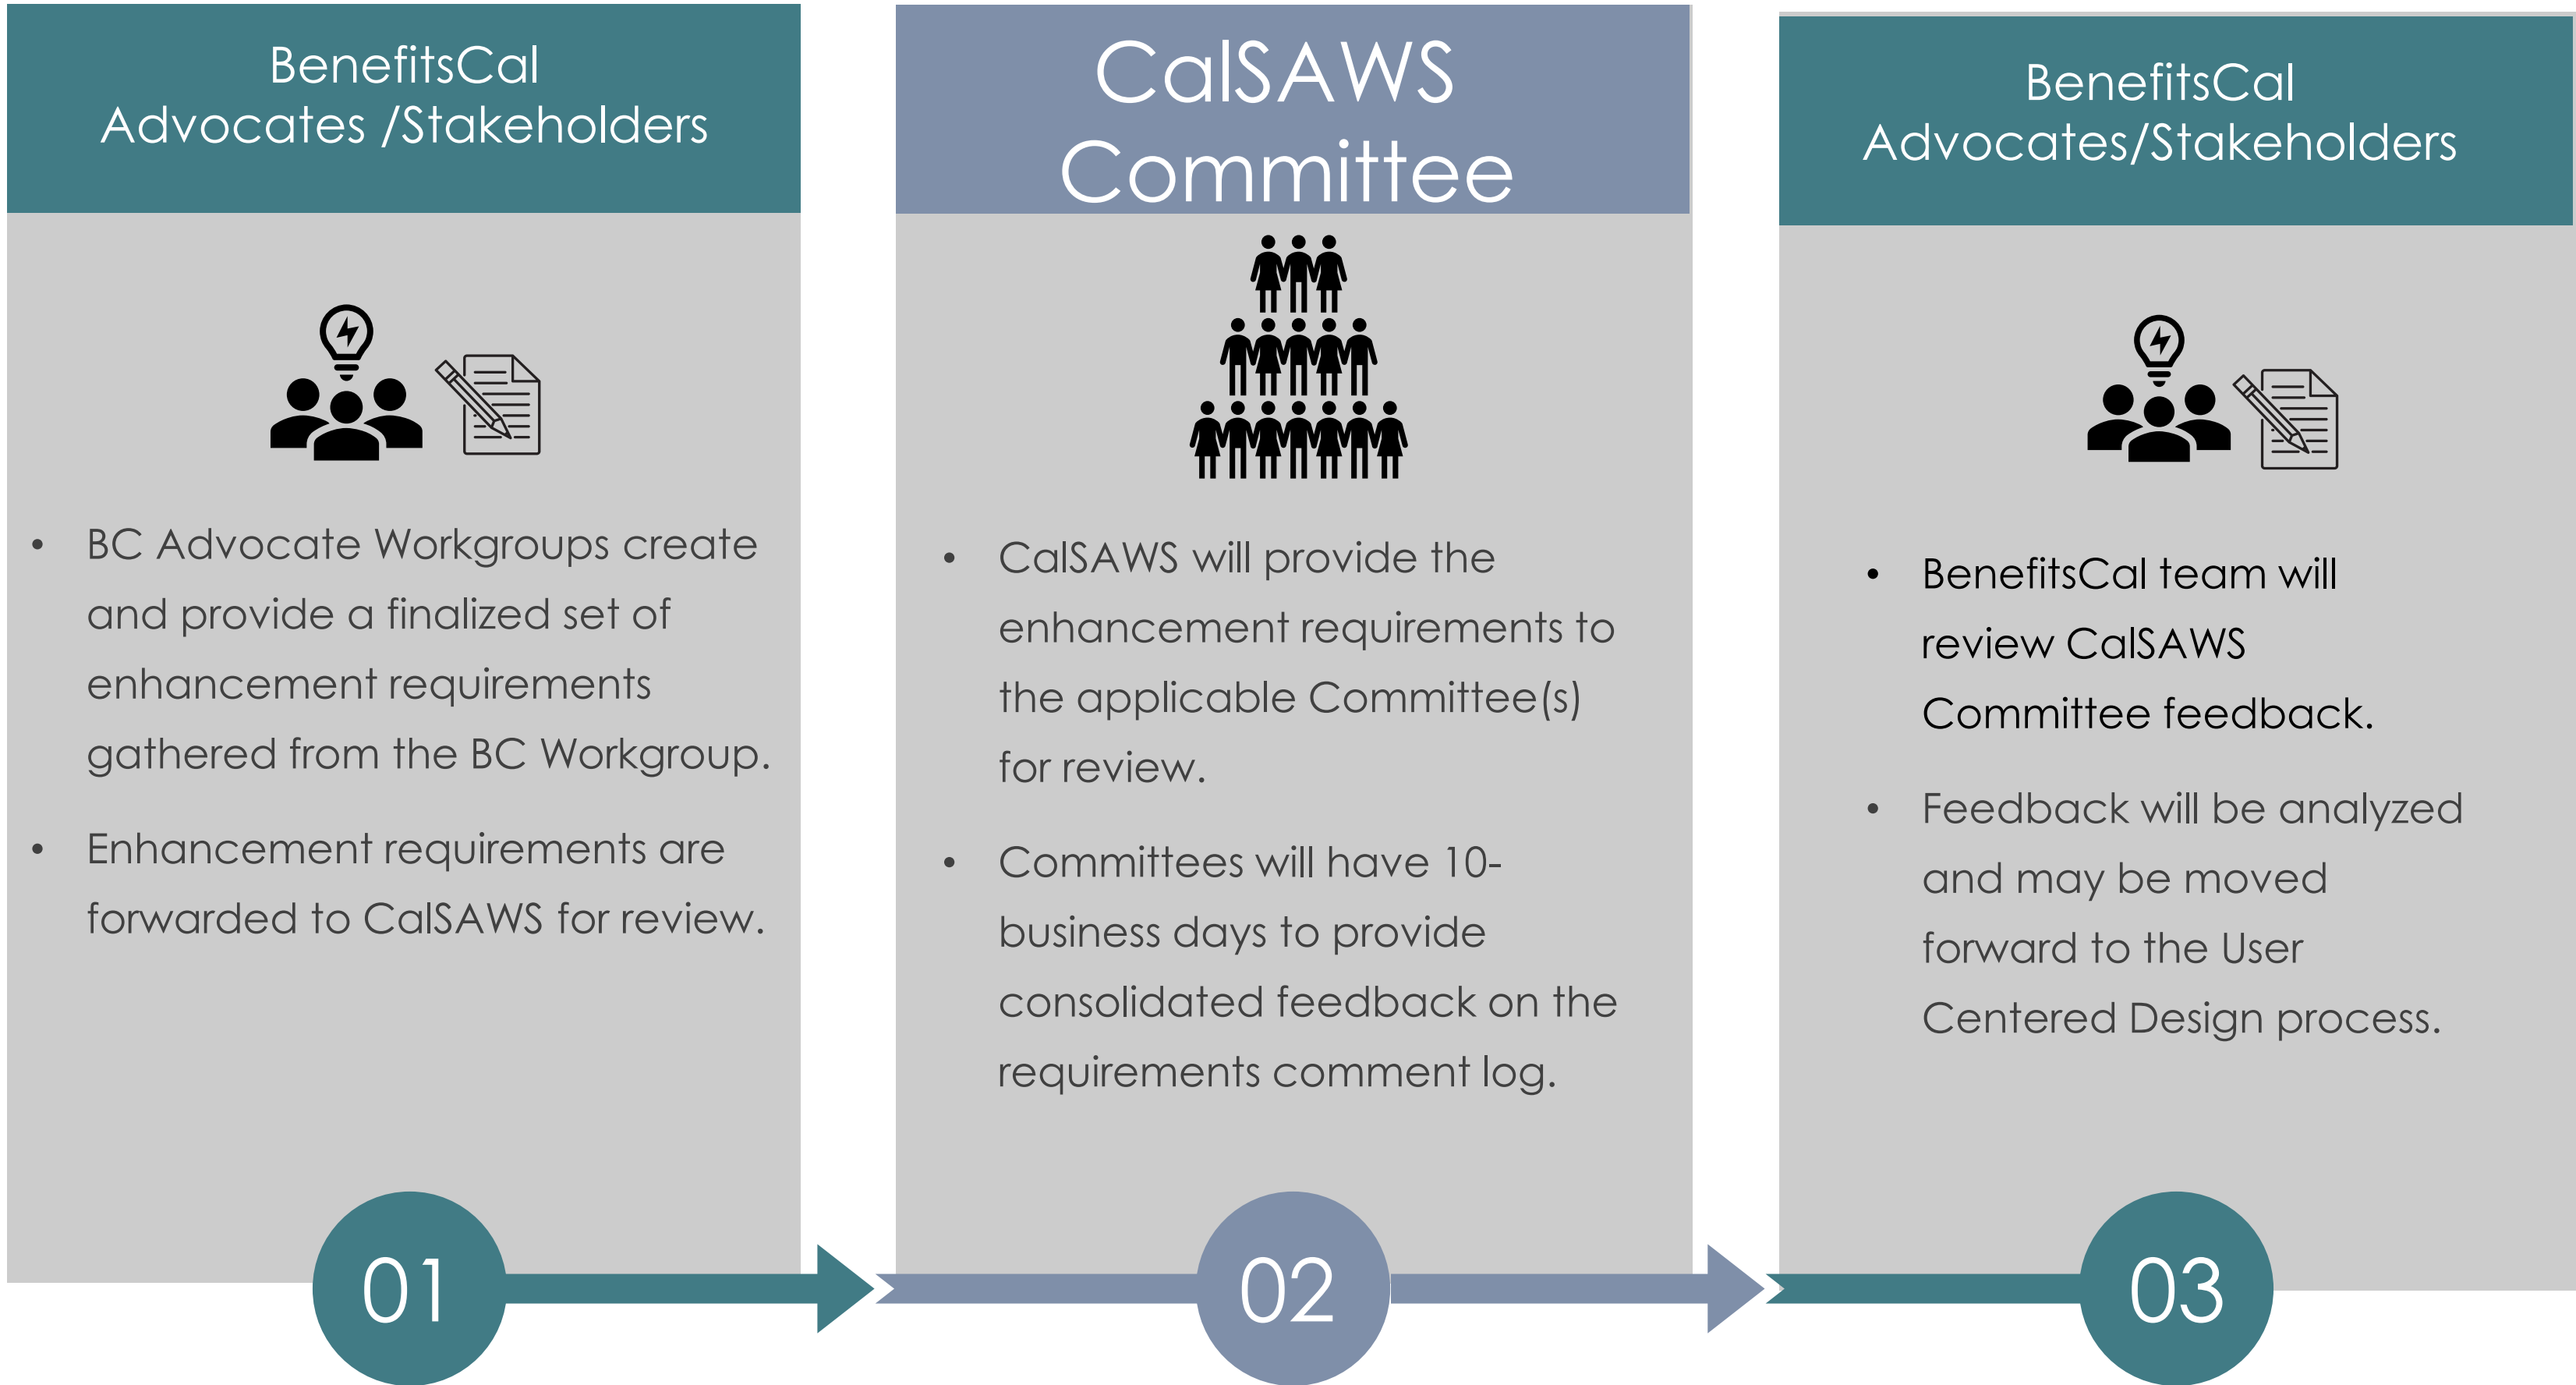 BenefitsCal
Advocates /Stakeholders
• BC Advocate Workgroups create
and provide a finalized set of
enhancement requirements
gathered from the BC Workgroup.
• Enhancement requirements are
forwarded to CalSAWS for review.
01
CalSAWS
Committee
• CalSAWS will provide the
enhancement requirements to
the applicable Committee(s)
for review.
• Committees will have 10-
business days to provide
consolidated feedback on the
requirements comment log.
02
BenefitsCal
Advocates/Stakeholders
• BenefitsCal team will
review CalSAWS
Committee feedback.
• Feedback will be analyzed
and may be moved
forward to the User
Centered Design process.
03